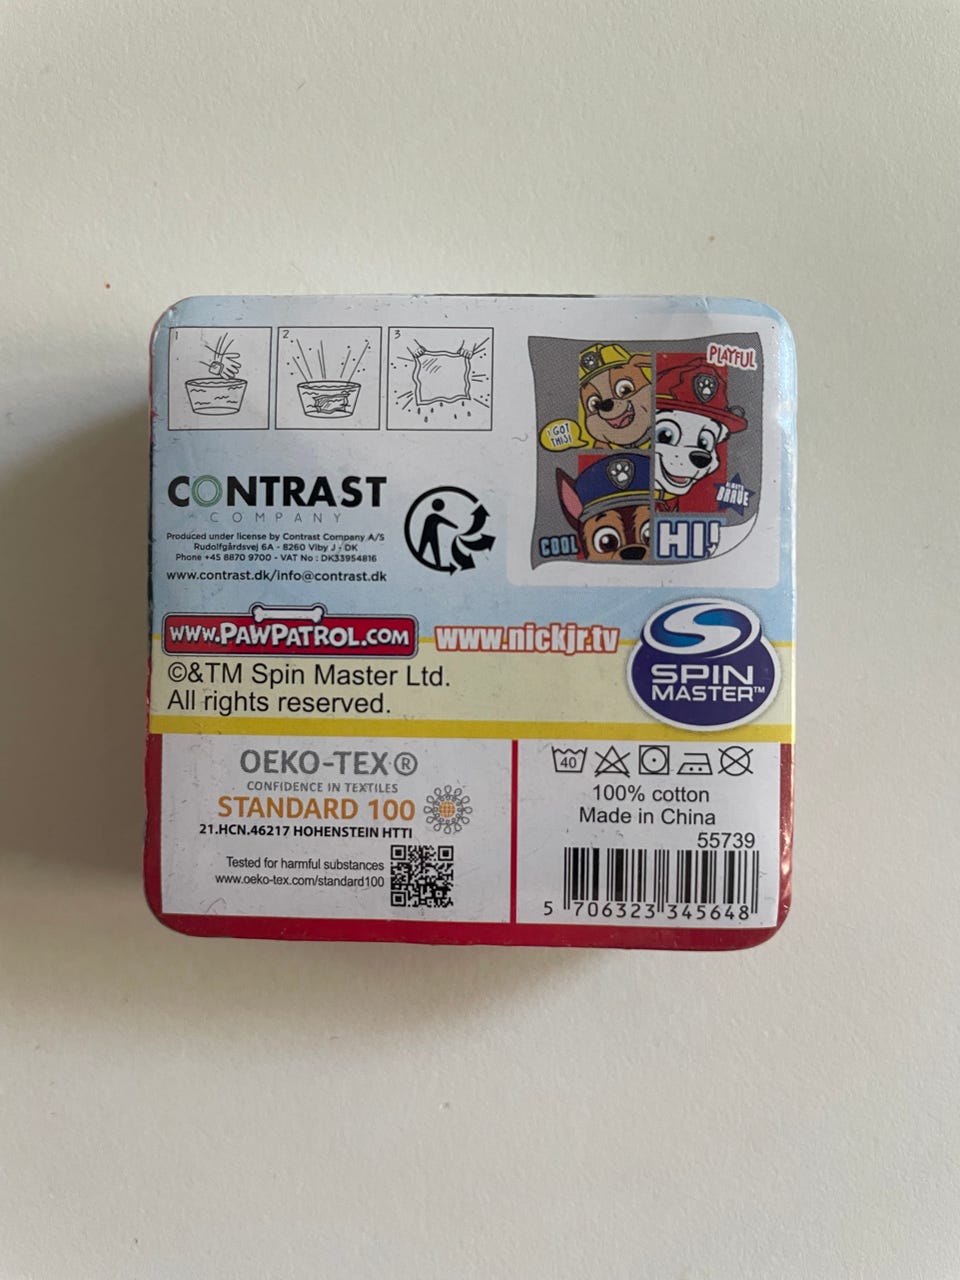 1
2
3
PLAYFUL
I GOT
THIS!
ALWAYS
BRAVE
COOL
HI!
CONTRAST
COMPANY
Produced under license by Contrast Company A/S
Rudolfgårdsvej 6A - 8260 Viby J - DK
Phone +45 8870 9700 - VAT No : DK33954816
www.contrast.dk/info@contrast.dk
www.PAWPATROL.COM
www.nickjr.tv
©&TM Spin Master Ltd.
All rights reserved.
SPIN
MASTER™
OEKO-TEX®
CONFIDENCE IN TEXTILES
STANDARD 100
21.HCN.46217 HOHENSTEIN HTTI
Tested for harmful substances
www.oeko-tex.com/standard100
40
100% cotton
Made in China
55739
5 706323 345648